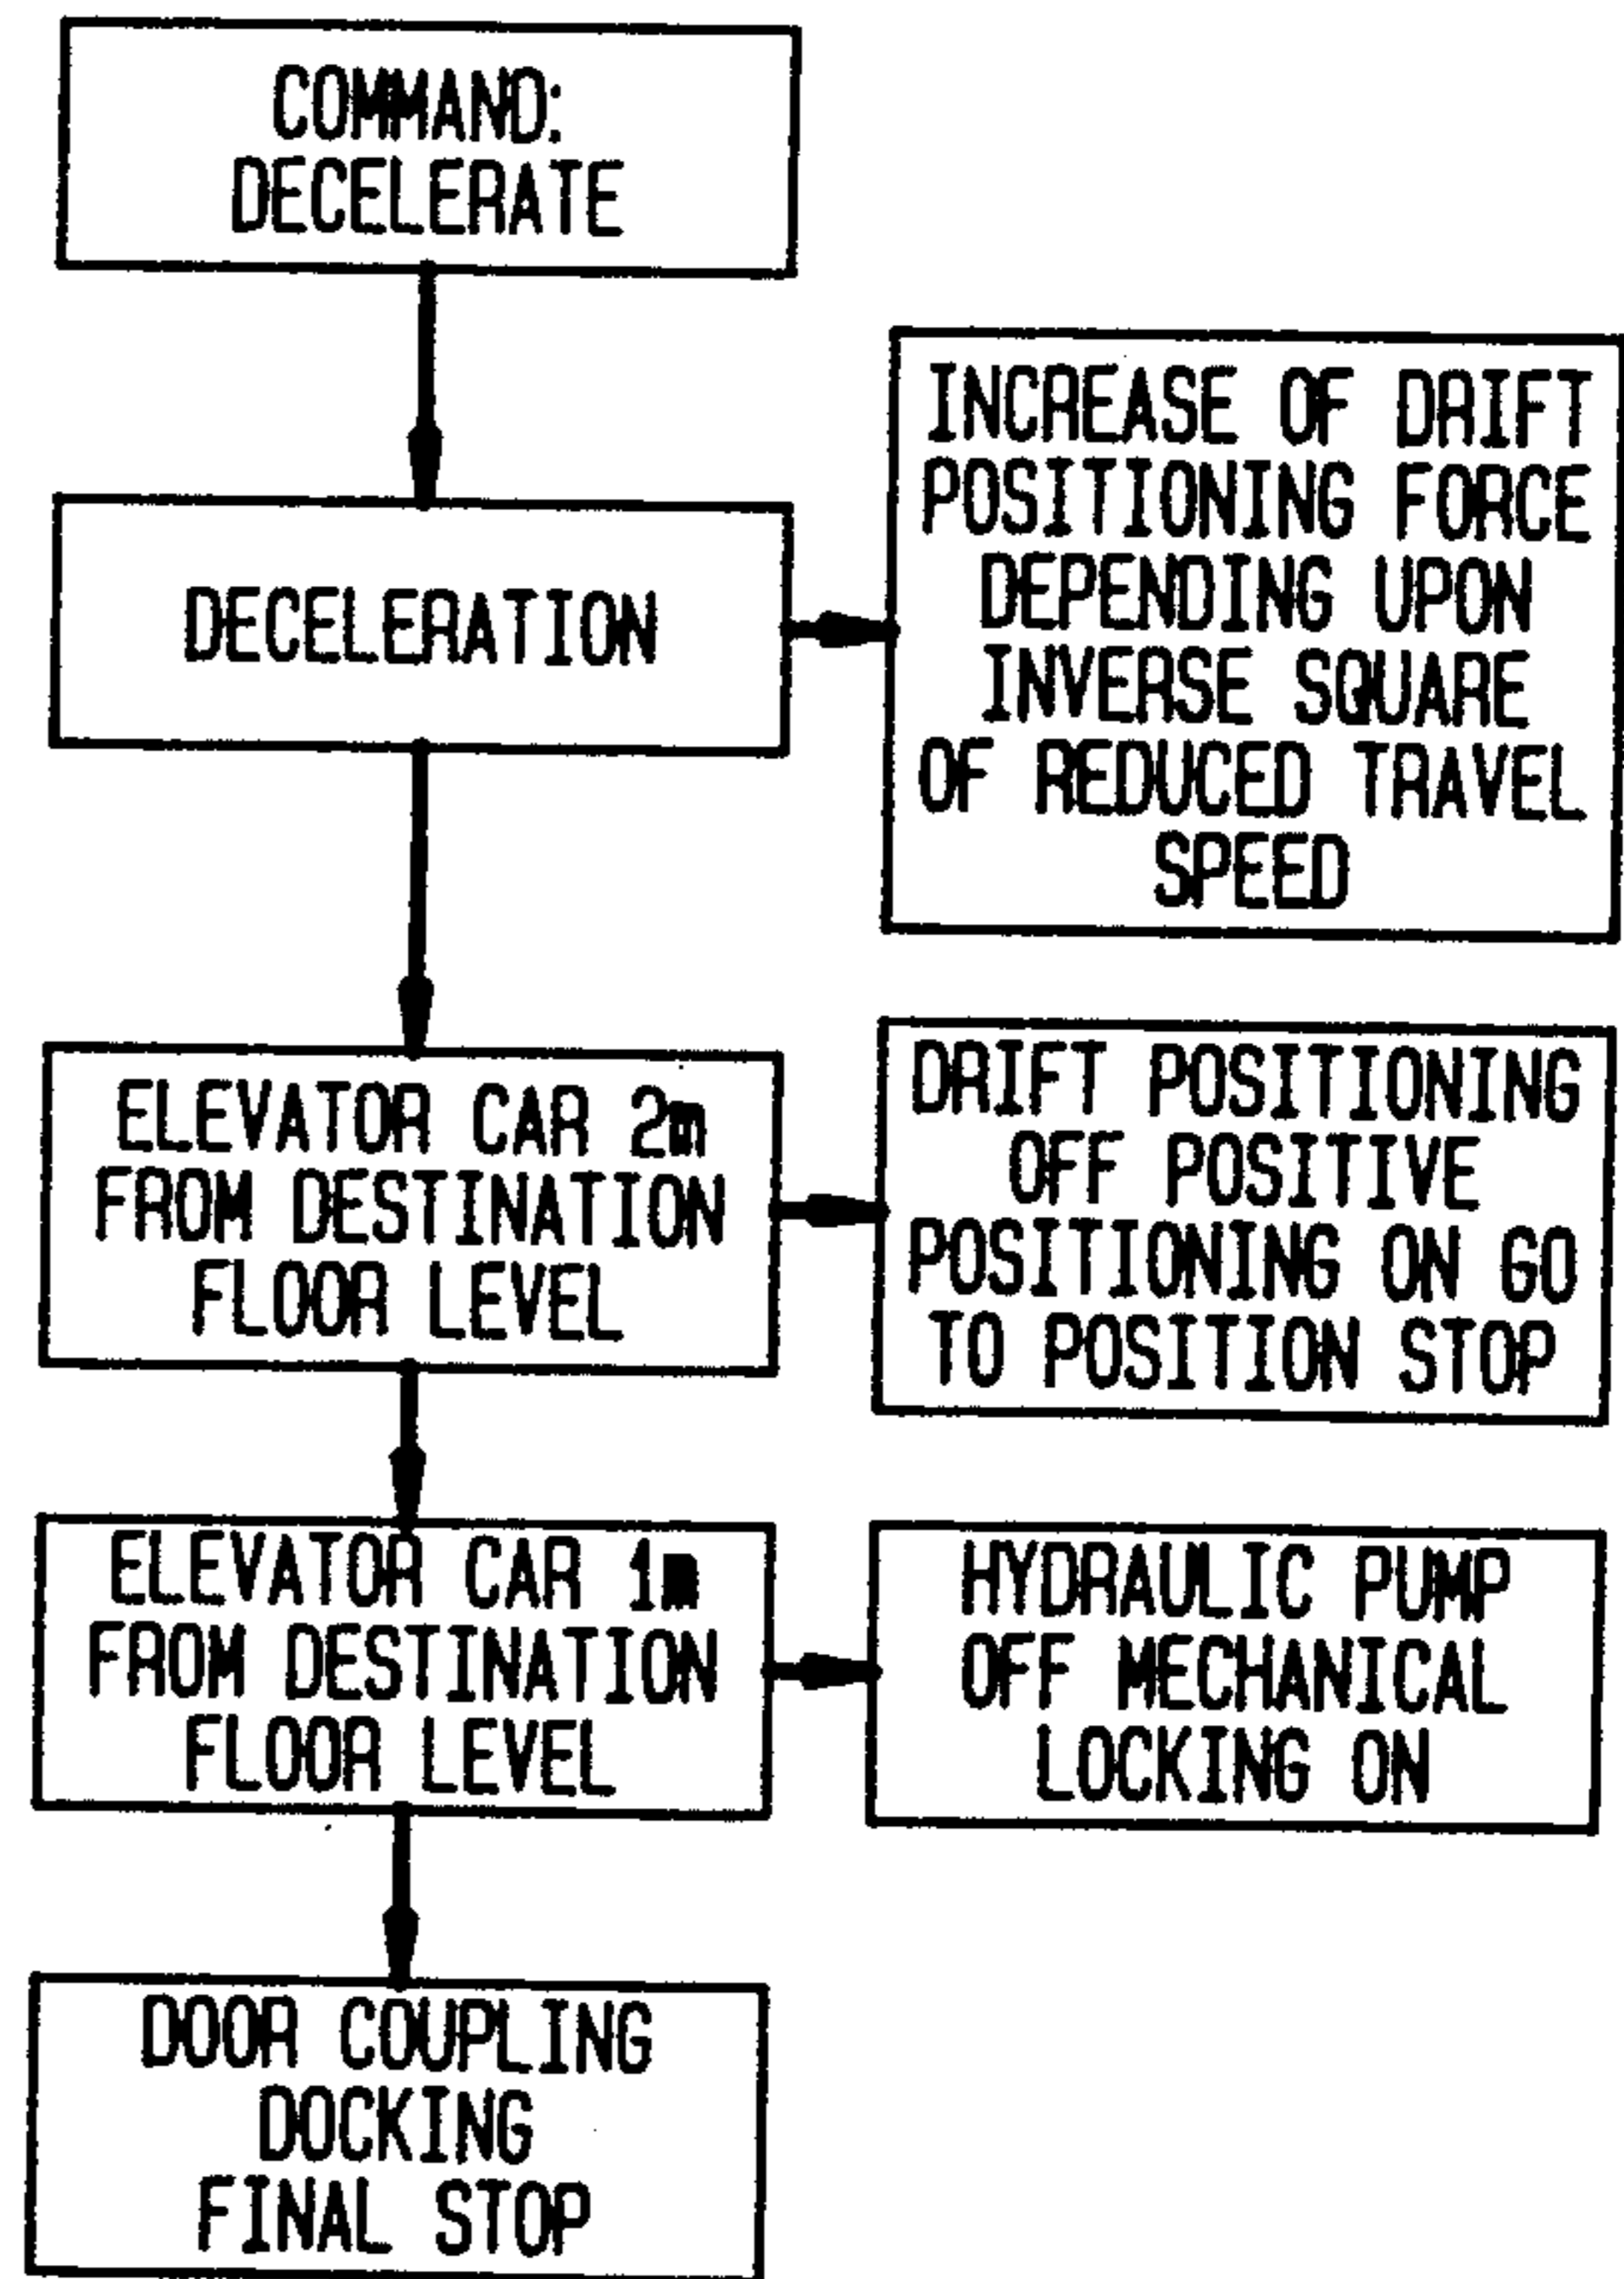 COMMAND:
DECELERATE
DECELERATION
INCREASE OF DRIFT
POSITIONING FORCE
DEPENDING UPON
INVERSE SQUARE
OF REDUCED TRAVEL
SPEED
ELEVATOR CAR 2m
FROM DESTINATION
FLOOR LEVEL
DRIFT POSITIONING
OFF POSITIVE
POSITIONING ON GO
TO POSITION STOP
ELEVATOR CAR 1m
FROM DESTINATION
FLOOR LEVEL
HYDRAULIC PUMP
OFF MECHANICAL
LOCKING ON
DOOR COUPLING
DOCKING
FINAL STOP